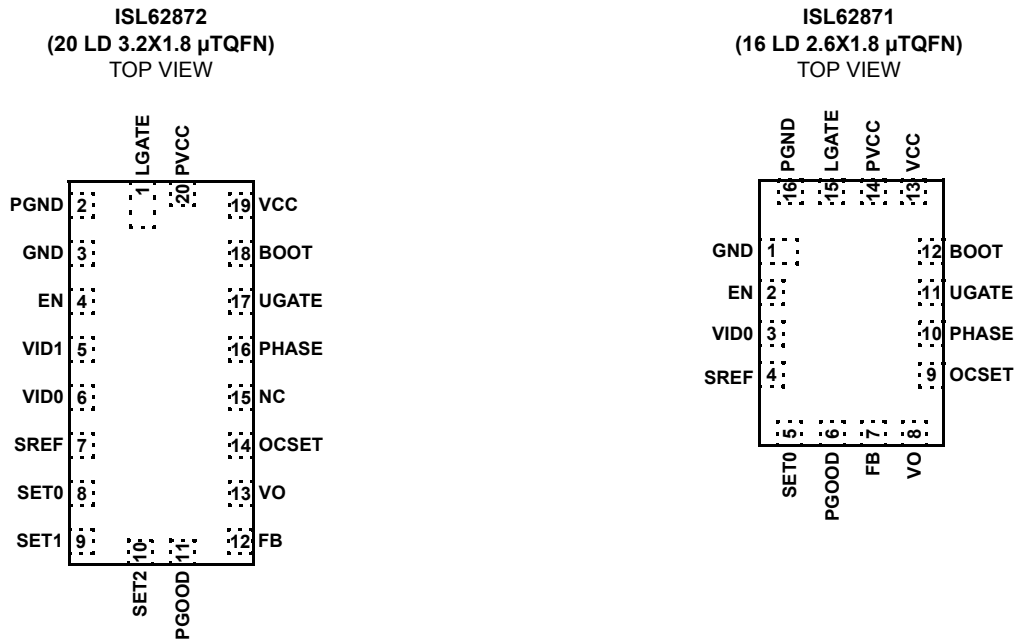 ISL62872
(20 LD 3.2X1.8 µTQFN)
TOP VIEW
1 LGATE
20 PVCC
PGND 2
GND 3
EN 4
VID1 5
VID0 6
SREF 7
SET0 8
SET1 9
19 VCC
18 BOOT
17 UGATE
16 PHASE
15 NC
14 OCSET
13 VO
12 FB
SET2 10
PGOOD 11
ISL62871
(16 LD 2.6X1.8 µTQFN)
TOP VIEW
16 PGND
15 LGATE
14 PVCC
13 VCC
GND 1
EN 2
VID0 3
SREF 4
12 BOOT
11 UGATE
10 PHASE
9 OCSET
SET0 5
PGOOD 6
FB 7
VO 8